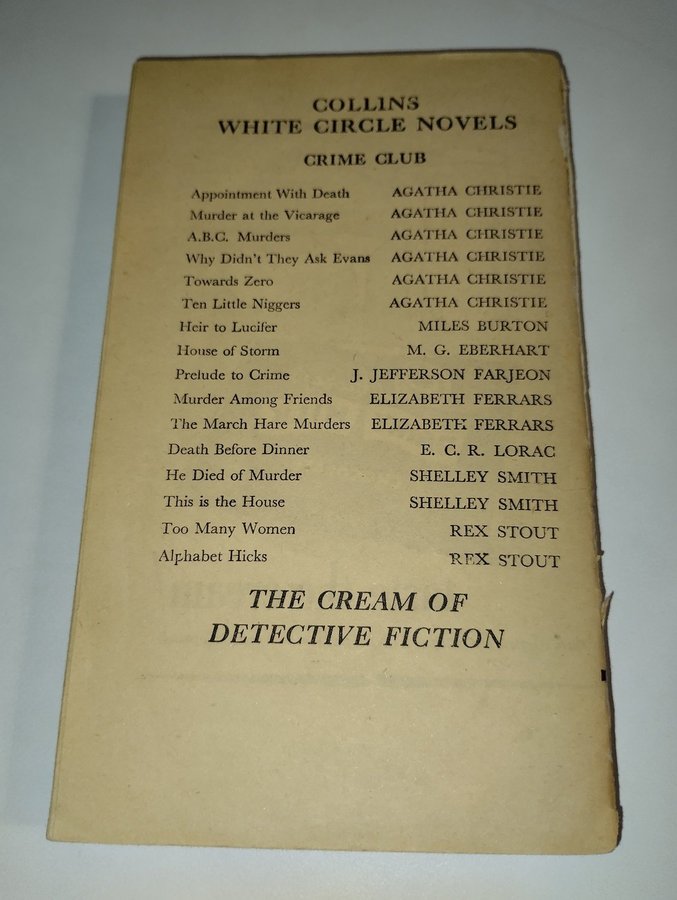 COLLINS
WHITE CIRCLE NOVELS
CRIME CLUB
Appointment With Death AGATHA CHRISTIE
Murder at the Vicarage AGATHA CHRISTIE
A.B.C. Murders AGATHA CHRISTIE
Why Didn't They Ask Evans AGATHA CHRISTIE
Towards Zero AGATHA CHRISTIE
Ten Little Niggers AGATHA CHRISTIE
Heir to Lucifer MILES BURTON
House of Storm M. G. EBERHART
Prelude to Crime J. JEFFERSON FARJEON
Murder Among Friends ELIZABETH FERRARS
The March Hare Murders ELIZABETH FERRARS
Death Before Dinner E. C. R. LORAC
He Died of Murder SHELLEY SMITH
This is the House SHELLEY SMITH
Too Many Women REX STOUT
Alphabet Hicks REX STOUT
THE CREAM OF
DETECTIVE FICTION